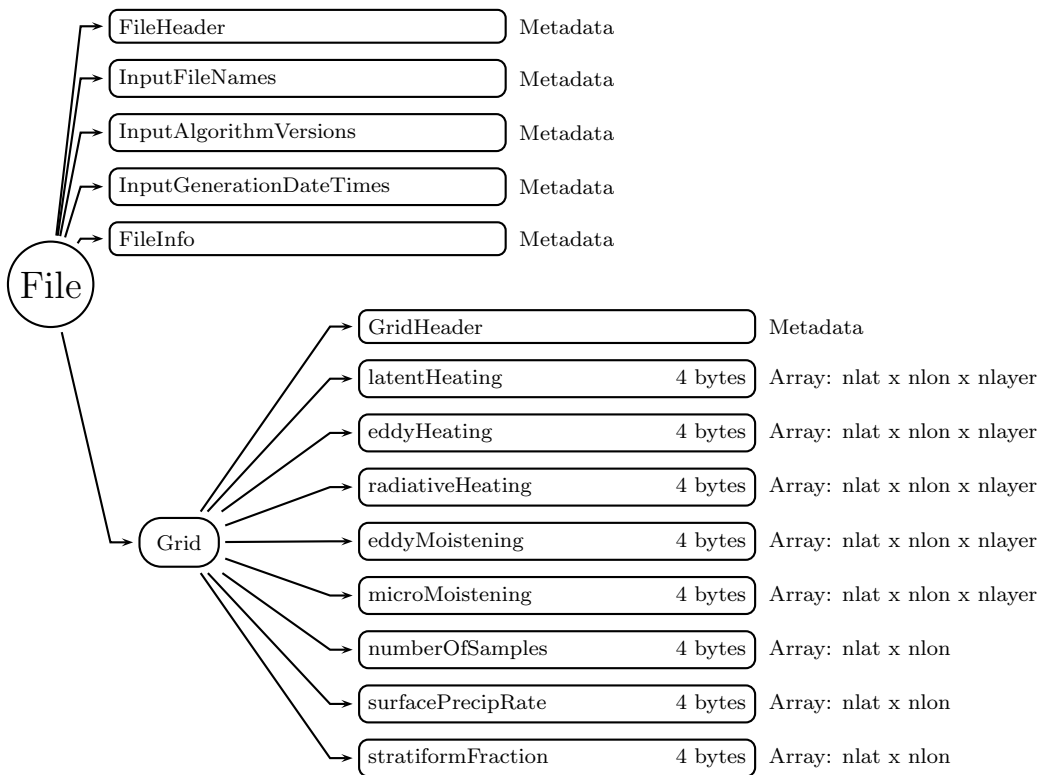 FileHeader Metadata
InputFileNames Metadata
InputAlgorithmVersions Metadata
InputGenerationDateTimes Metadata
FileInfo Metadata
File
GridHeader Metadata
latentHeating 4 bytes Array: nlat x nlon x nlayer
eddyHeating 4 bytes Array: nlat x nlon x nlayer
radiativeHeating 4 bytes Array: nlat x nlon x nlayer
Grid
eddyMoistening 4 bytes Array: nlat x nlon x nlayer
microMoistening 4 bytes Array: nlat x nlon x nlayer
numberOfSamples 4 bytes Array: nlat x nlon
surfacePrecipRate 4 bytes Array: nlat x nlon
stratiformFraction 4 bytes Array: nlat x nlon